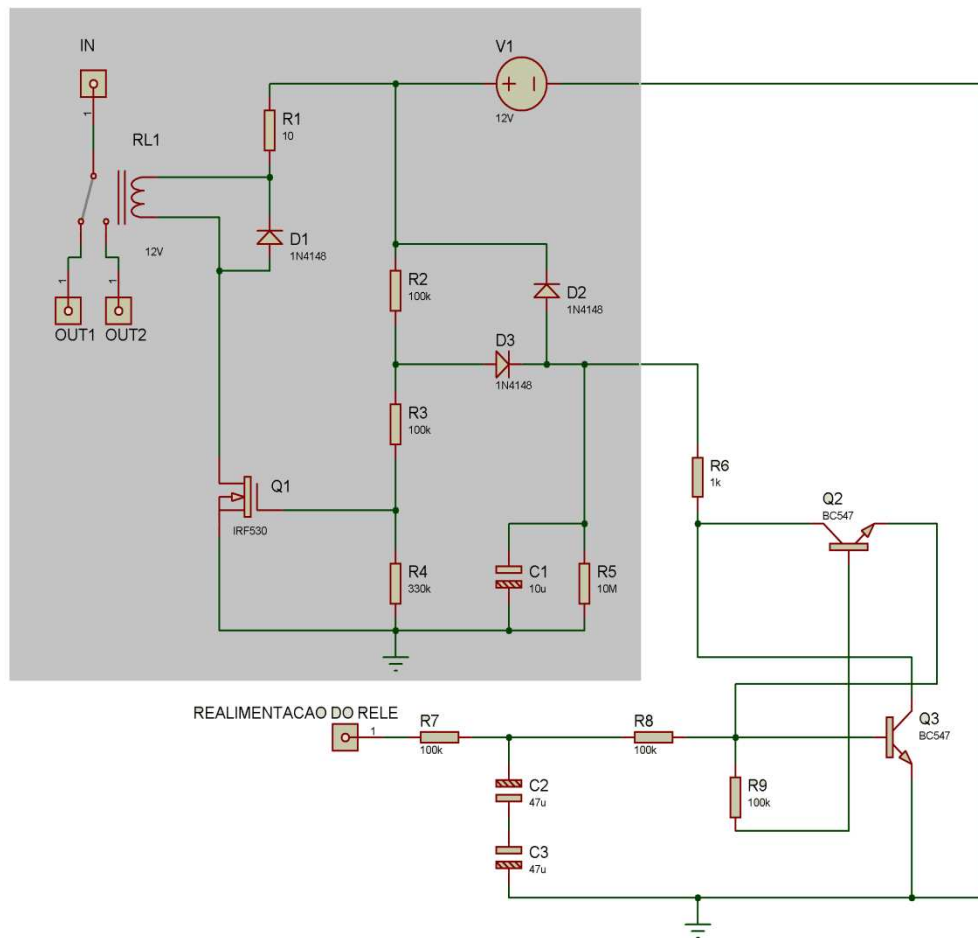 IN
1
RL1
12V
1
1
OUT1
OUT2
R1
10
D1
1N4148
V1
12V
R2
100k
D2
1N4148
D3
1N4148
R3
100k
Q1
IRF530
R4
330k
C1
10u
R5
10M
R6
1k
Q2
BC547
REALIMENTACAO DO RELE
1
R7
100k
R8
100k
Q3
BC547
C2
47u
R9
100k
C3
47u